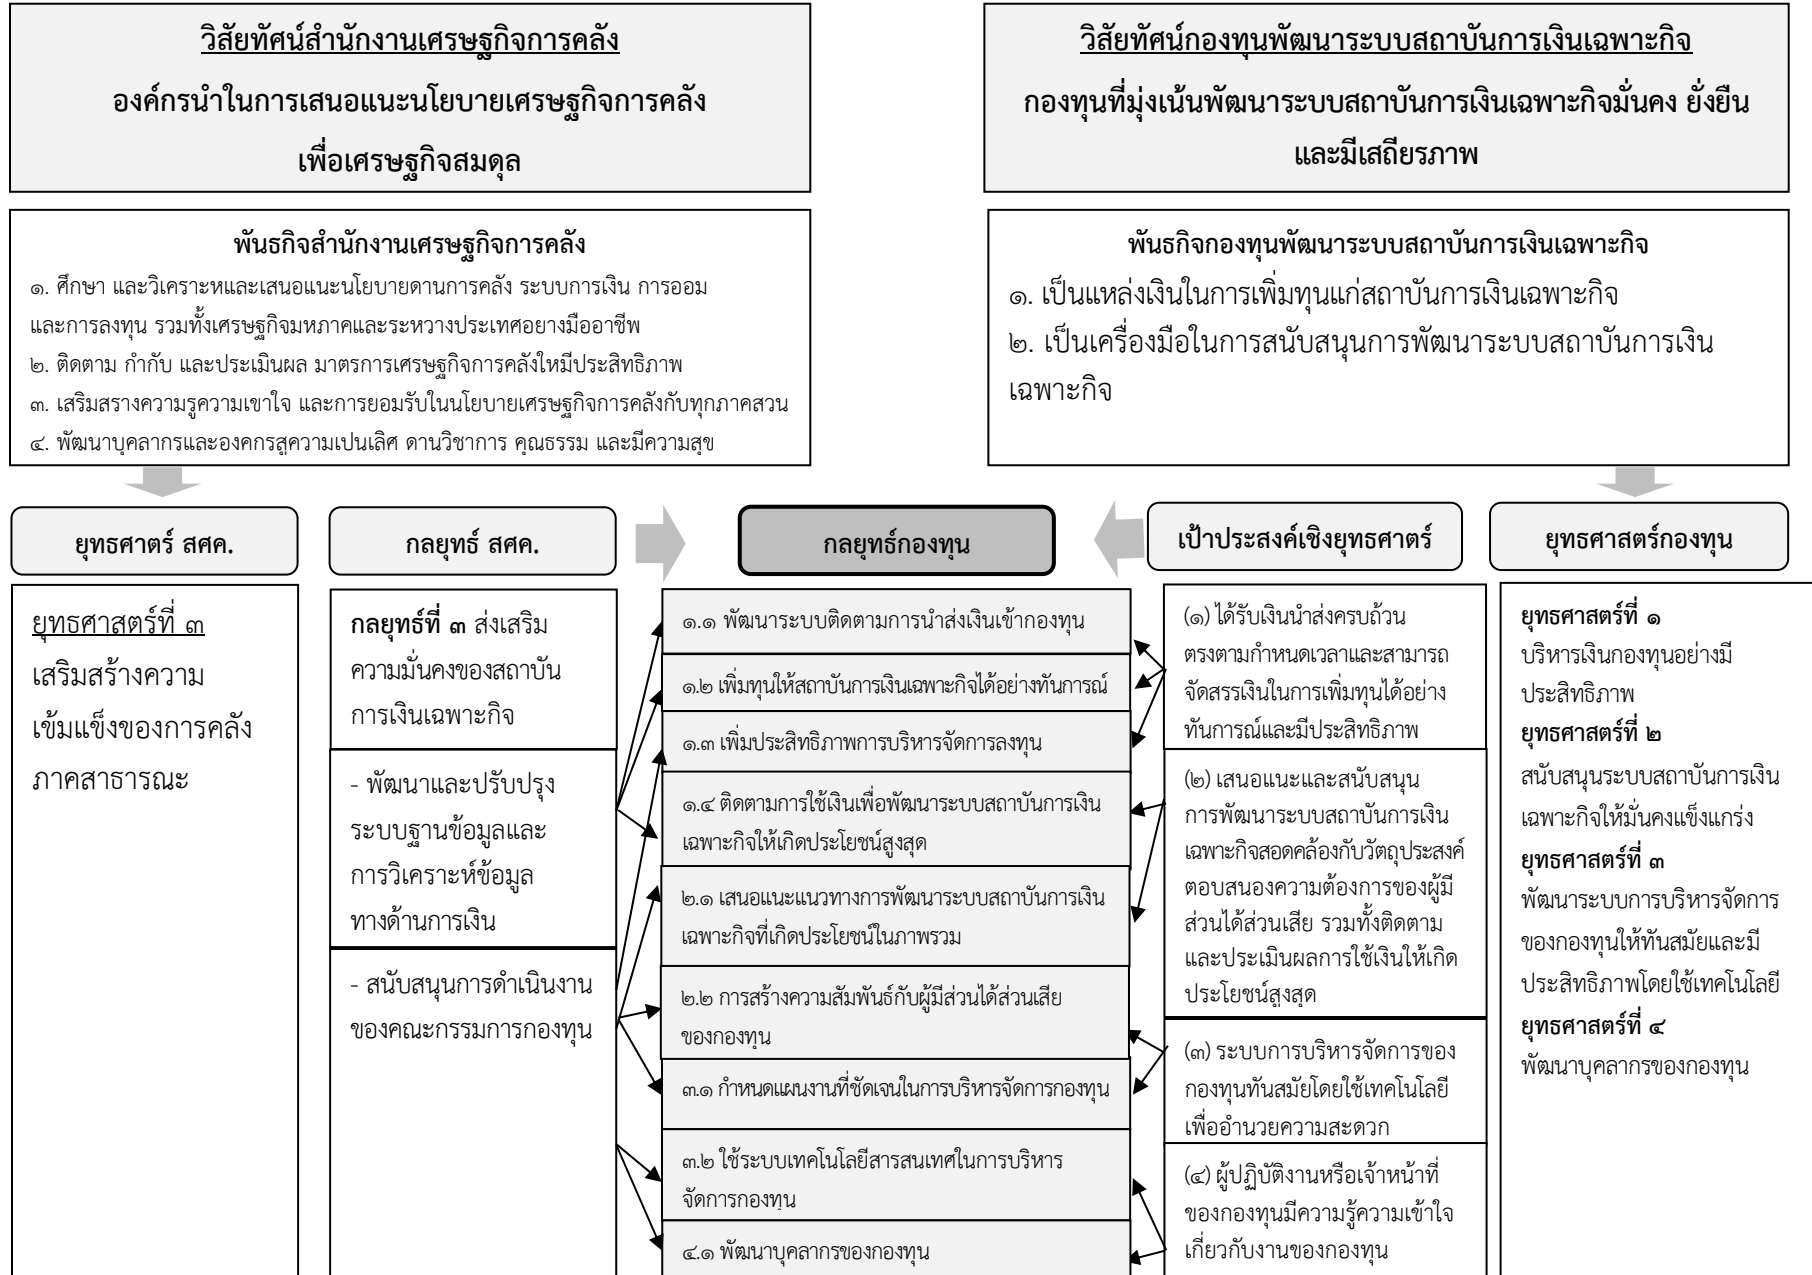 วิสัยทัศน์สำนักงานเศรษฐกิจการคลัง
องค์กรนำในการเสนอแนะนโยบายเศรษฐกิจการคลัง
เพื่อเศรษฐกิจสมดุล
วิสัยทัศน์กองทุนพัฒนาระบบสถาบันการเงินเฉพาะกิจ
กองทุนที่มุ่งเน้นพัฒนาระบบสถาบันการเงินเฉพาะกิจมั่นคง ยั่งยืน
และมีเสถียรภาพ
พันธกิจสำนักงานเศรษฐกิจการคลัง
๑. ศึกษา และวิเคราะหและเสนอแนะนโยบายดานการคลัง ระบบการเงิน การออม
และการลงทุน รวมทั้งเศรษฐกิจมหภาคและระหวางประเทศอยางมืออาชีพ
๒. ติดตาม กำกับ และประเมินผล มาตรการเศรษฐกิจการคลังใหมีประสิทธิภาพ
๓. เสริมสรางความรูความเขาใจ และการยอมรับในนโยบายเศรษฐกิจการคลังกับทุกภาคสวน
๔. พัฒนาบุคลากรและองคกรสูความเปนเลิศ ดานวิชาการ คุณธรรม และมีความสุข
พันธกิจกองทุนพัฒนาระบบสถาบันการเงินเฉพาะกิจ
๑. เป็นแหล่งเงินในการเพิ่มทุนแก่สถาบันการเงินเฉพาะกิจ
๒. เป็นเครื่องมือในการสนับสนุนการพัฒนาระบบสถาบันการเงิน
เฉพาะกิจ
ยุทธศาตร์ สศค.
กลยุทธ์ สศค.
กลยุทธ์กองทุน
เป้าประสงค์เชิงยุทธศาตร์
ยุทธศาสตร์กองทุน
ยุทธศาสตร์ที่ ๓
เสริมสร้างความ
เข้มแข็งของการคลัง
ภาคสาธารณะ
กลยุทธ์ที่ ๓ ส่งเสริม
ความมั่นคงของสถาบัน
การเงินเฉพาะกิจ
- พัฒนาและปรับปรุง
ระบบฐานข้อมูลและ
การวิเคราะห์ข้อมูล
ทางด้านการเงิน
- สนับสนุนการดำเนินงาน
ของคณะกรรมการกองทุน
๑.๑ พัฒนาระบบติดตามการนำส่งเงินเข้ากองทุน
๑.๒ เพิ่มทุนให้สถาบันการเงินเฉพาะกิจได้อย่างทันการณ์
๑.๓ เพิ่มประสิทธิภาพการบริหารจัดการลงทุน
๑.๔ ติดตามการใช้เงินเพื่อพัฒนาระบบสถาบันการเงิน
เฉพาะกิจให้เกิดประโยชน์สูงสุด
๒.๑ เสนอแนะแนวทางการพัฒนาระบบสถาบันการเงิน
เฉพาะกิจที่เกิดประโยชน์ในภาพรวม
๒.๒ การสร้างความสัมพันธ์กับผู้มีส่วนได้ส่วนเสีย
ของกองทุน
๓.๑ กำหนดแผนงานที่ชัดเจนในการบริหารจัดการกองทุน
๓.๒ ใช้ระบบเทคโนโลยีสารสนเทศในการบริหาร
จัดการกองทุน
๔.๑ พัฒนาบุคลากรของกองทุน
(๑) ได้รับเงินนำส่งครบถ้วน
ตรงตามกำหนดเวลาและสามารถ
จัดสรรเงินในการเพิ่มทุนได้อย่าง
ทันการณ์และมีประสิทธิภาพ
(๒) เสนอแนะและสนับสนุน
การพัฒนาระบบสถาบันการเงิน
เฉพาะกิจสอดคล้องกับวัตถุประสงค์
ตอบสนองความต้องการของผู้มี
ส่วนได้ส่วนเสีย รวมทั้งติดตาม
และประเมินผลการใช้เงินให้เกิด
ประโยชน์สูงสุด
(๓) ระบบการบริหารจัดการของ
กองทุนทันสมัยโดยใช้เทคโนโลยี
เพื่ออำนวยความสะดวก
(๔) ผู้ปฏิบัติงานหรือเจ้าหน้าที่
ของกองทุนมีความรู้ความเข้าใจ
เกี่ยวกับงานของกองทุน
ยุทธศาสตร์ที่ ๑
บริหารเงินกองทุนอย่างมี
ประสิทธิภาพ
ยุทธศาสตร์ที่ ๒
สนับสนุนระบบสถาบันการเงิน
เฉพาะกิจให้มั่นคงแข็งแกร่ง
ยุทธศาสตร์ที่ ๓
พัฒนาระบบการบริหารจัดการ
ของกองทุนให้ทันสมัยและมี
ประสิทธิภาพโดยใช้เทคโนโลยี
ยุทธศาสตร์ที่ ๔
พัฒนาบุคลากรของกองทุน